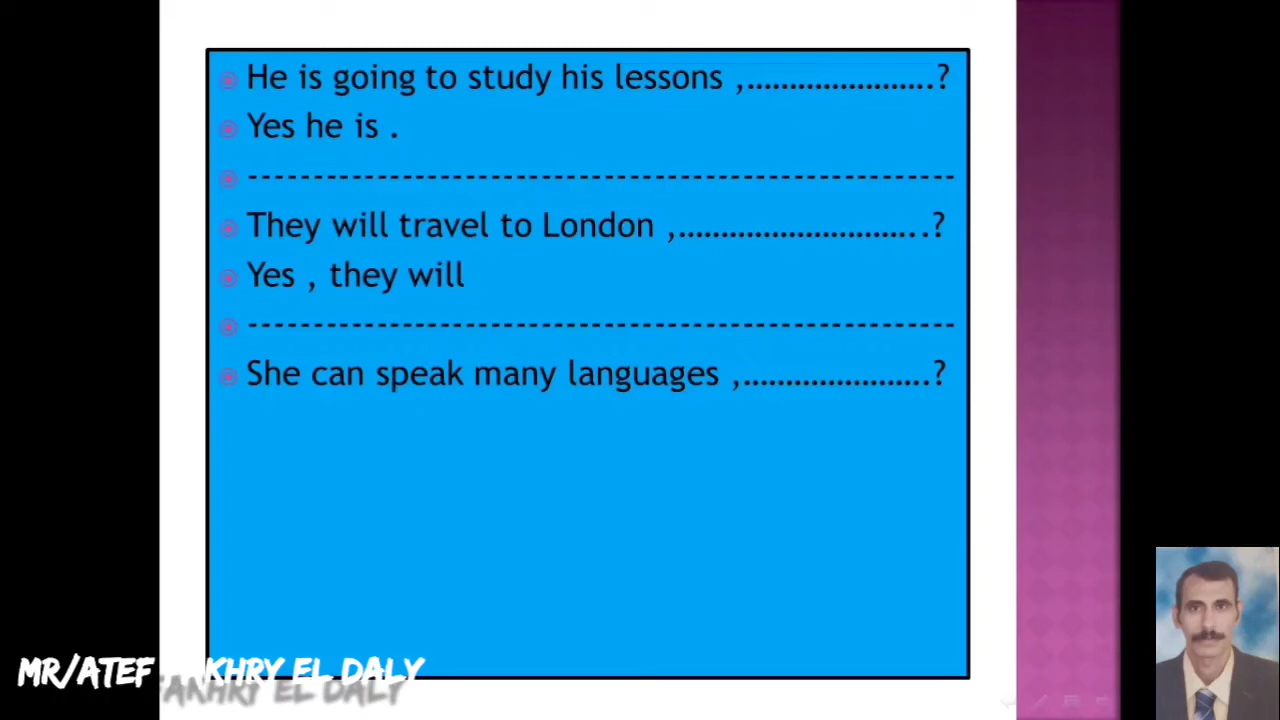 He is going to study his lessons ,......................?
Yes he is .
------------------------------------------------------
They will travel to London ,............................?
Yes , they will
------------------------------------------------------
She can speak many languages ,......................?
MR/ATEF FAKHRY EL DALY